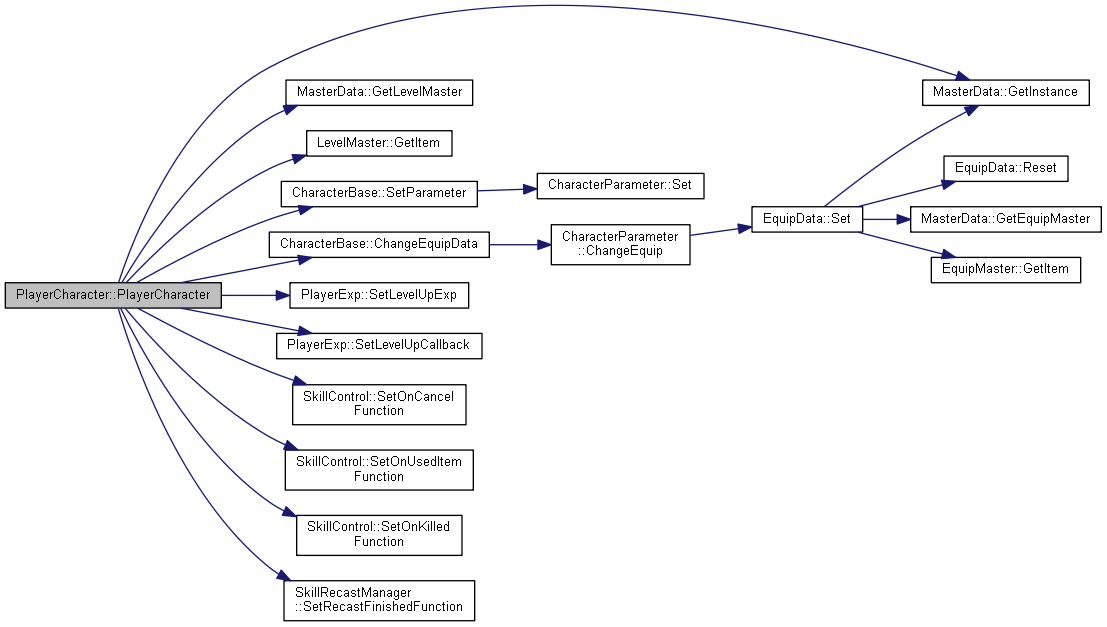 MasterData::GetLevelMaster
MasterData::GetInstance
LevelMaster::GetItem
EquipData::Reset
CharacterBase::SetParameter
CharacterParameter::Set
EquipData::Set
MasterData::GetEquipMaster
CharacterBase::ChangeEquipData
CharacterParameter
::ChangeEquip
EquipMaster::GetItem
PlayerCharacter::PlayerCharacter
PlayerExp::SetLevelUpExp
PlayerExp::SetLevelUpCallback
SkillControl::SetOnCancel
Function
SkillControl::SetOnUsedItem
Function
SkillControl::SetOnKilled
Function
SkillRecastManager
::SetRecastFinishedFunction